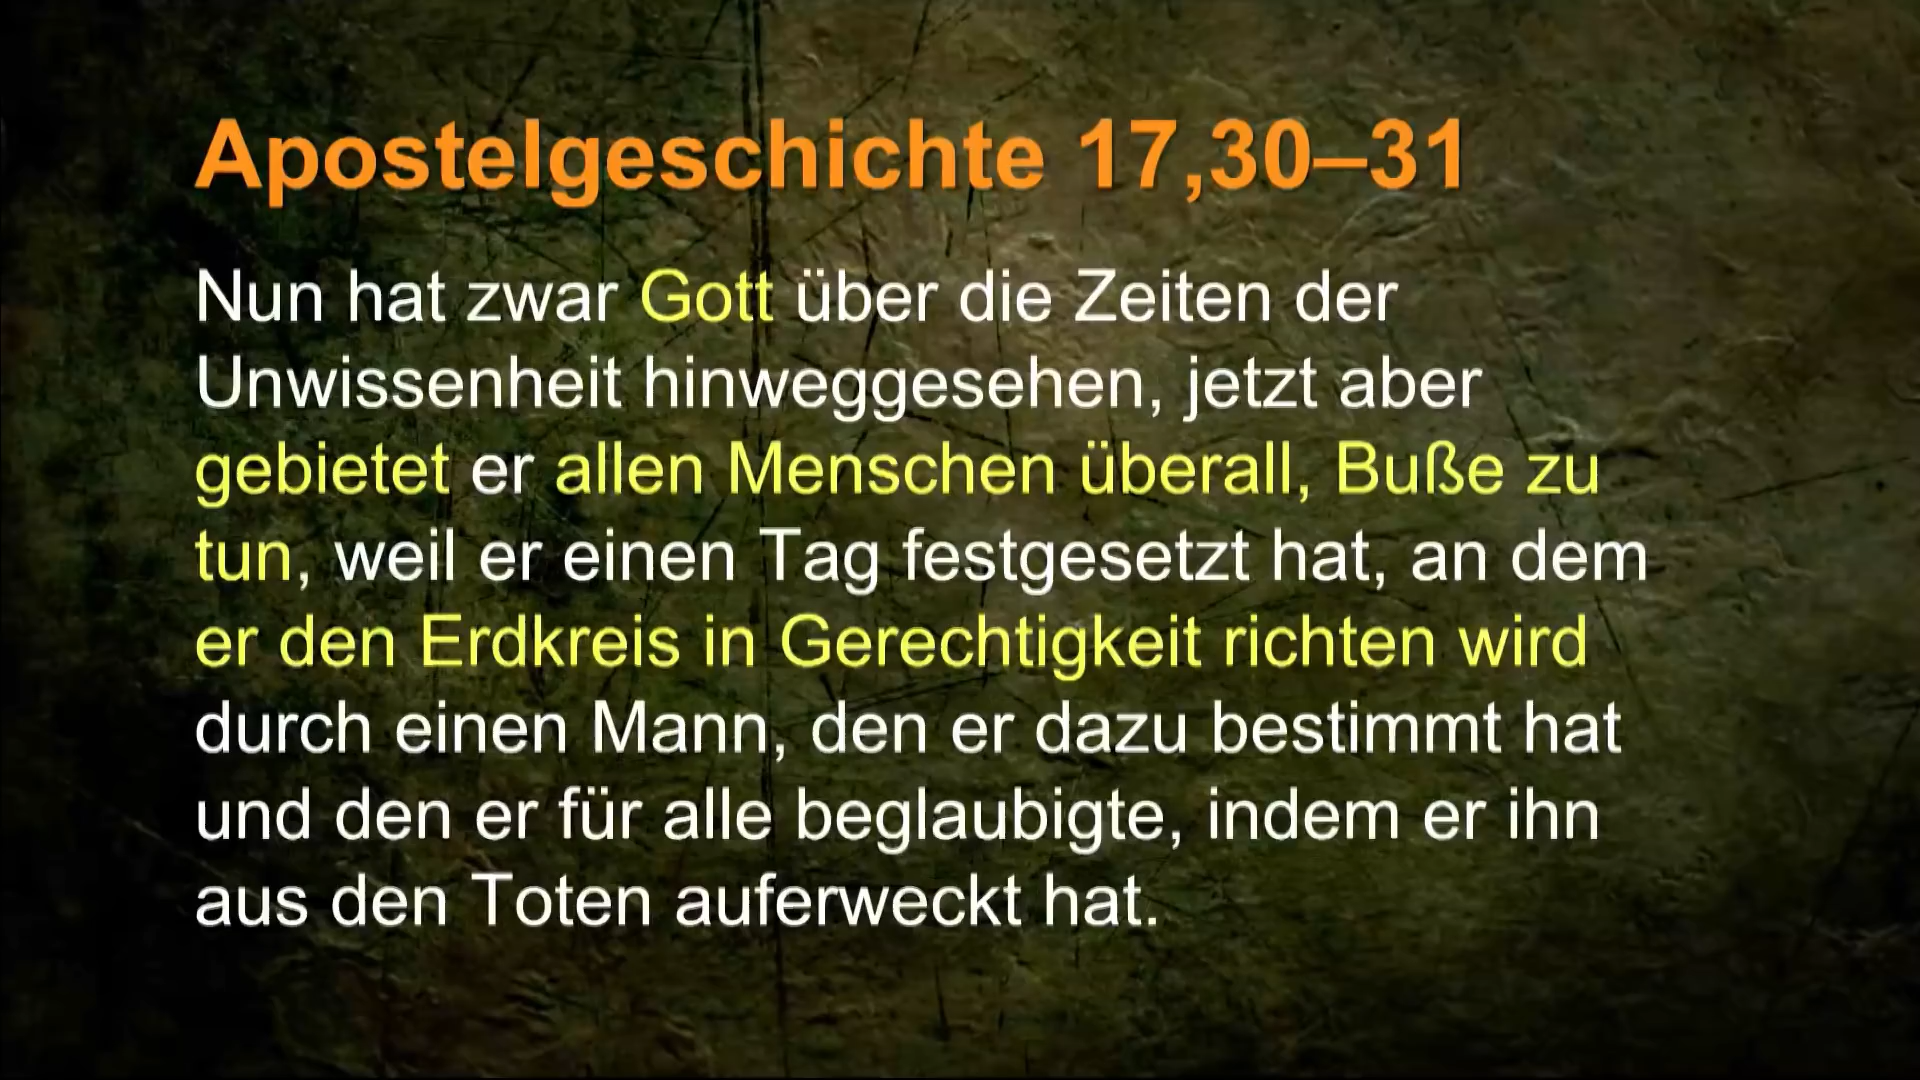 Apostelgeschichte 17,30–31
Nun hat zwar Gott über die Zeiten der
Unwissenheit hinweggesehen, jetzt aber
gebietet er allen Menschen überall, Buße zu
tun, weil er einen Tag festgesetzt hat, an dem
er den Erdkreis in Gerechtigkeit richten wird
durch einen Mann, den er dazu bestimmt hat
und den er für alle beglaubigte, indem er ihn
aus den Toten auferweckt hat.